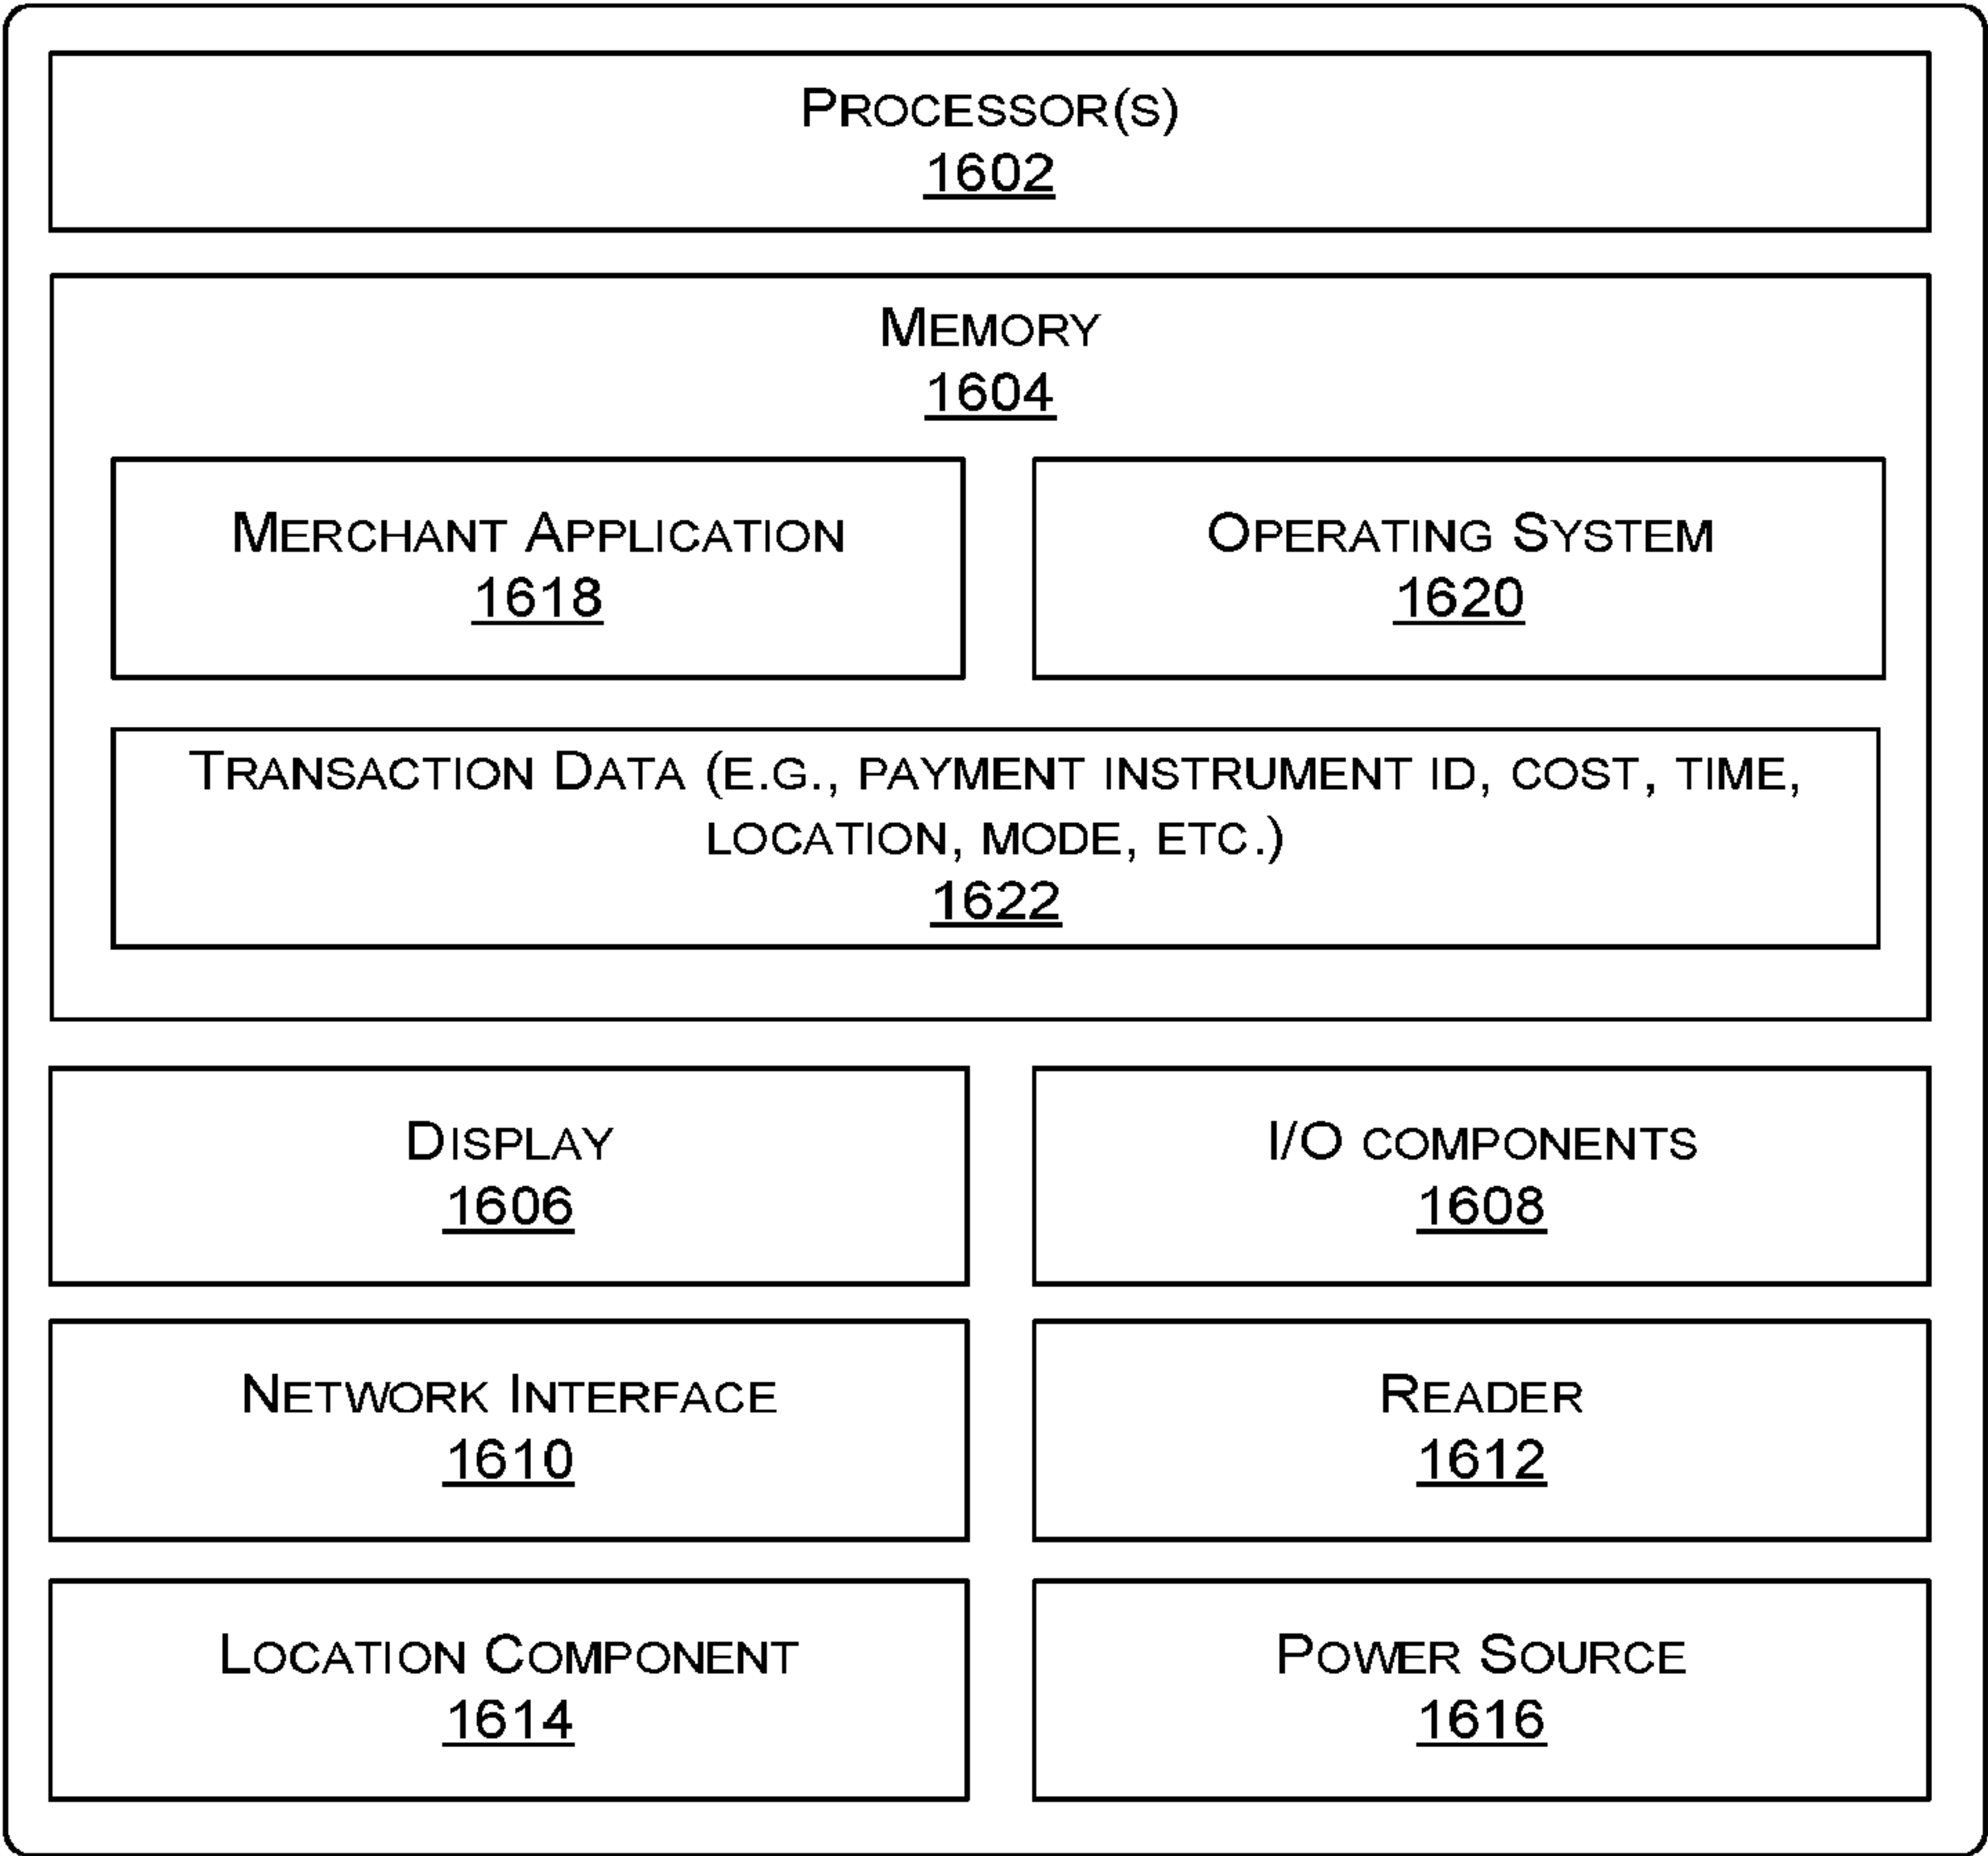 PROCESSOR(S)
1602
MEMORY
1604
MERCHANT APPLICATION
1618
OPERATING SYSTEM
1620
TRANSACTION DATA (E.G., PAYMENT INSTRUMENT ID, COST, TIME,
LOCATION, MODE, ETC.)
1622
DISPLAY
1606
I/O COMPONENTS
1608
NETWORK INTERFACE
1610
READER
1612
LOCATION COMPONENT
1614
POWER SOURCE
1616